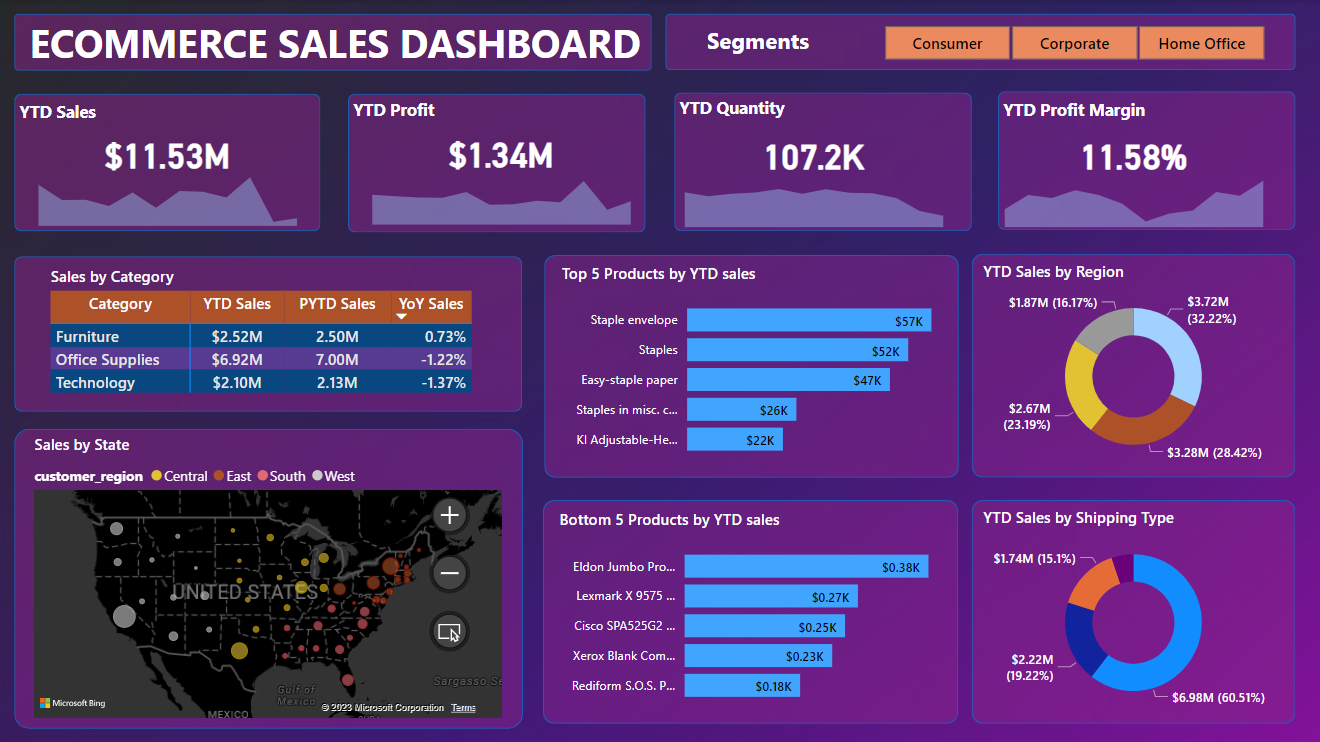 ECOMMERCE SALES DASHBOARD
Segments
Consumer
Corporate
Home Office
YTD Sales
$11.53M
YTD Profit
$1.34M
YTD Quantity
107.2K
YTD Profit Margin
11.58%
Sales by Category
Category YTD Sales PYTD Sales YoY Sales
Furniture $2.52M 2.50M 0.73%
Office Supplies $6.92M 7.00M -1.22%
Technology $2.10M 2.13M -1.37%
Top 5 Products by YTD sales
Staple envelope $57K
Staples $52K
Easy-staple paper $47K
Staples in misc. c... $26K
KI Adjustable-He... $22K
YTD Sales by Region
$1.87M (16.17%)
$3.72M
(32.22%)
$2.67M
(23.19%)
$3.28M (28.42%)
Sales by State
customer_region Central East South West
UNITED STATES
Gulf of
Mexico
Sargasso Se
MEXICO
CUBA
Microsoft Bing
© 2023 Microsoft Corporation Terms
Bottom 5 Products by YTD sales
Eldon Jumbo Pro... $0.38K
Lexmark X 9575 ... $0.27K
Cisco SPA525G2 ... $0.25K
Xerox Blank Com... $0.23K
Rediform S.O.S. P... $0.18K
YTD Sales by Shipping Type
$1.74M (15.1%)
$2.22M
(19.22%)
$6.98M (60.51%)